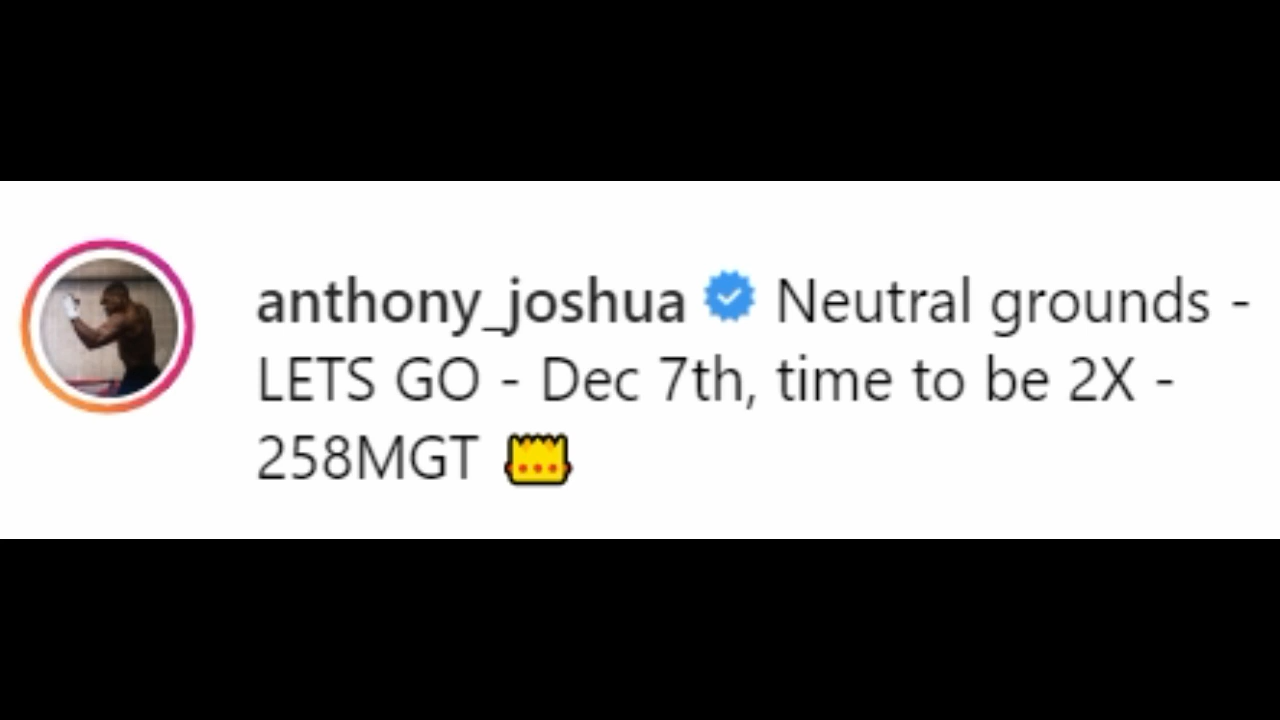 anthony_joshua Neutral grounds -
LETS GO - Dec 7th, time to be 2X -
258MGT